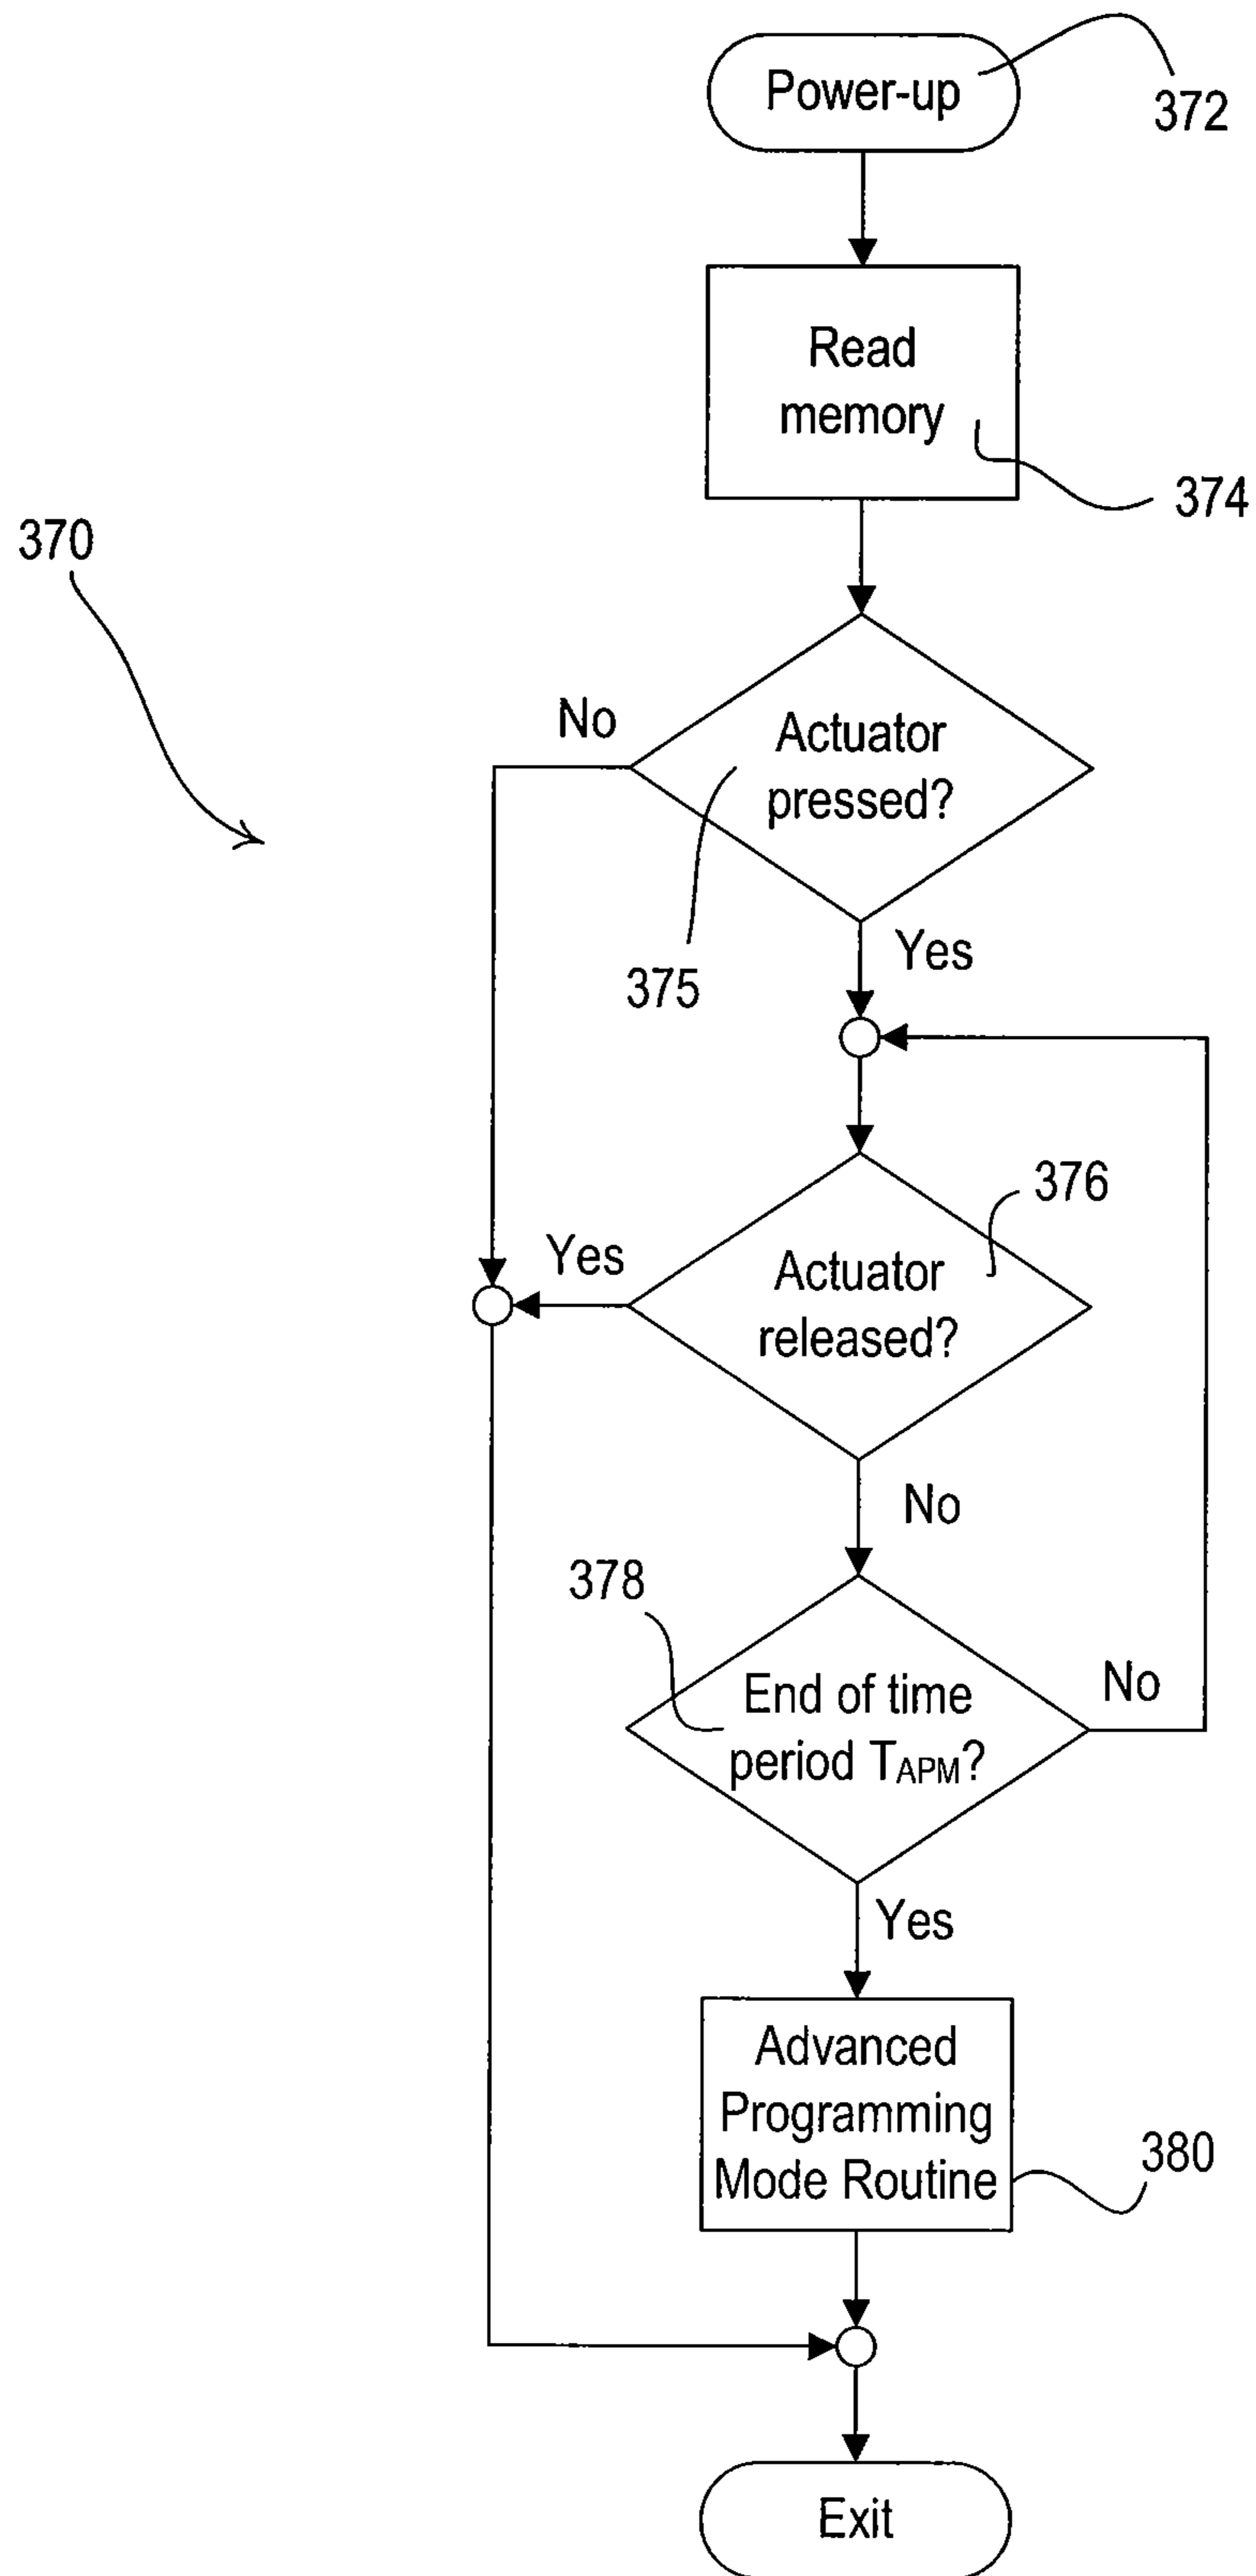 Power-up
372
Read
memory
374
370
No
Actuator
pressed?
375
Yes
376
Yes
Actuator
released?
No
378
End of time
period TAPM?
No
Yes
Advanced
Programming
Mode Routine
380
Exit